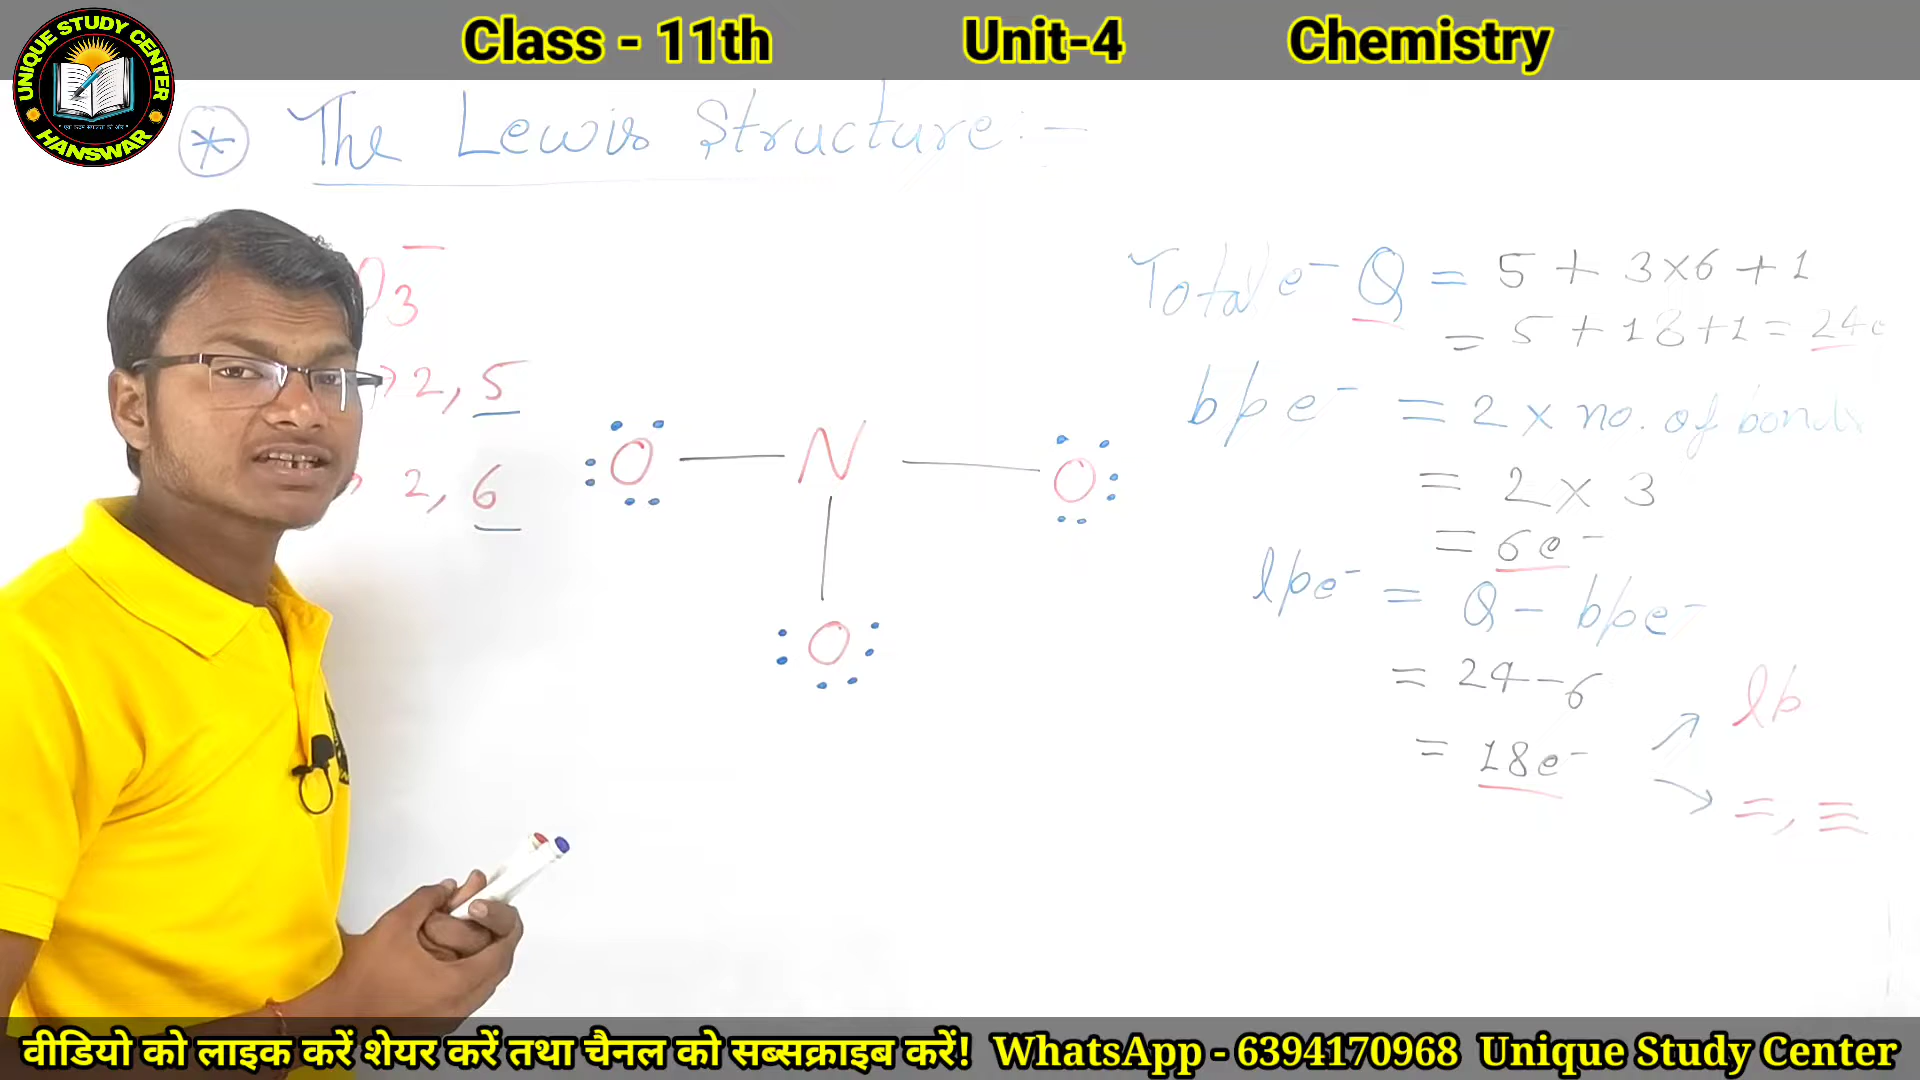 Class - 11th Unit-4 Chemistry
UNIQUE STUDY CENTER
HANSWAR
* The Lewis Structure:-
O₃⁻
→ 2, 5
2, 6
O — N — O
O
Total e⁻ Q = 5 + 3×6 + 1
= 5 + 18 + 1 = 24e
bpe⁻ = 2 × no. of bonds
= 2 × 3
= 6e⁻
lpe⁻ = Q - bpe⁻
= 24 - 6
= 18e⁻
lp
=, ≡
वीडियो को लाइक करें शेयर करें तथा चैनल को सब्सक्राइब करें! WhatsApp - 6394170968 Unique Study Center